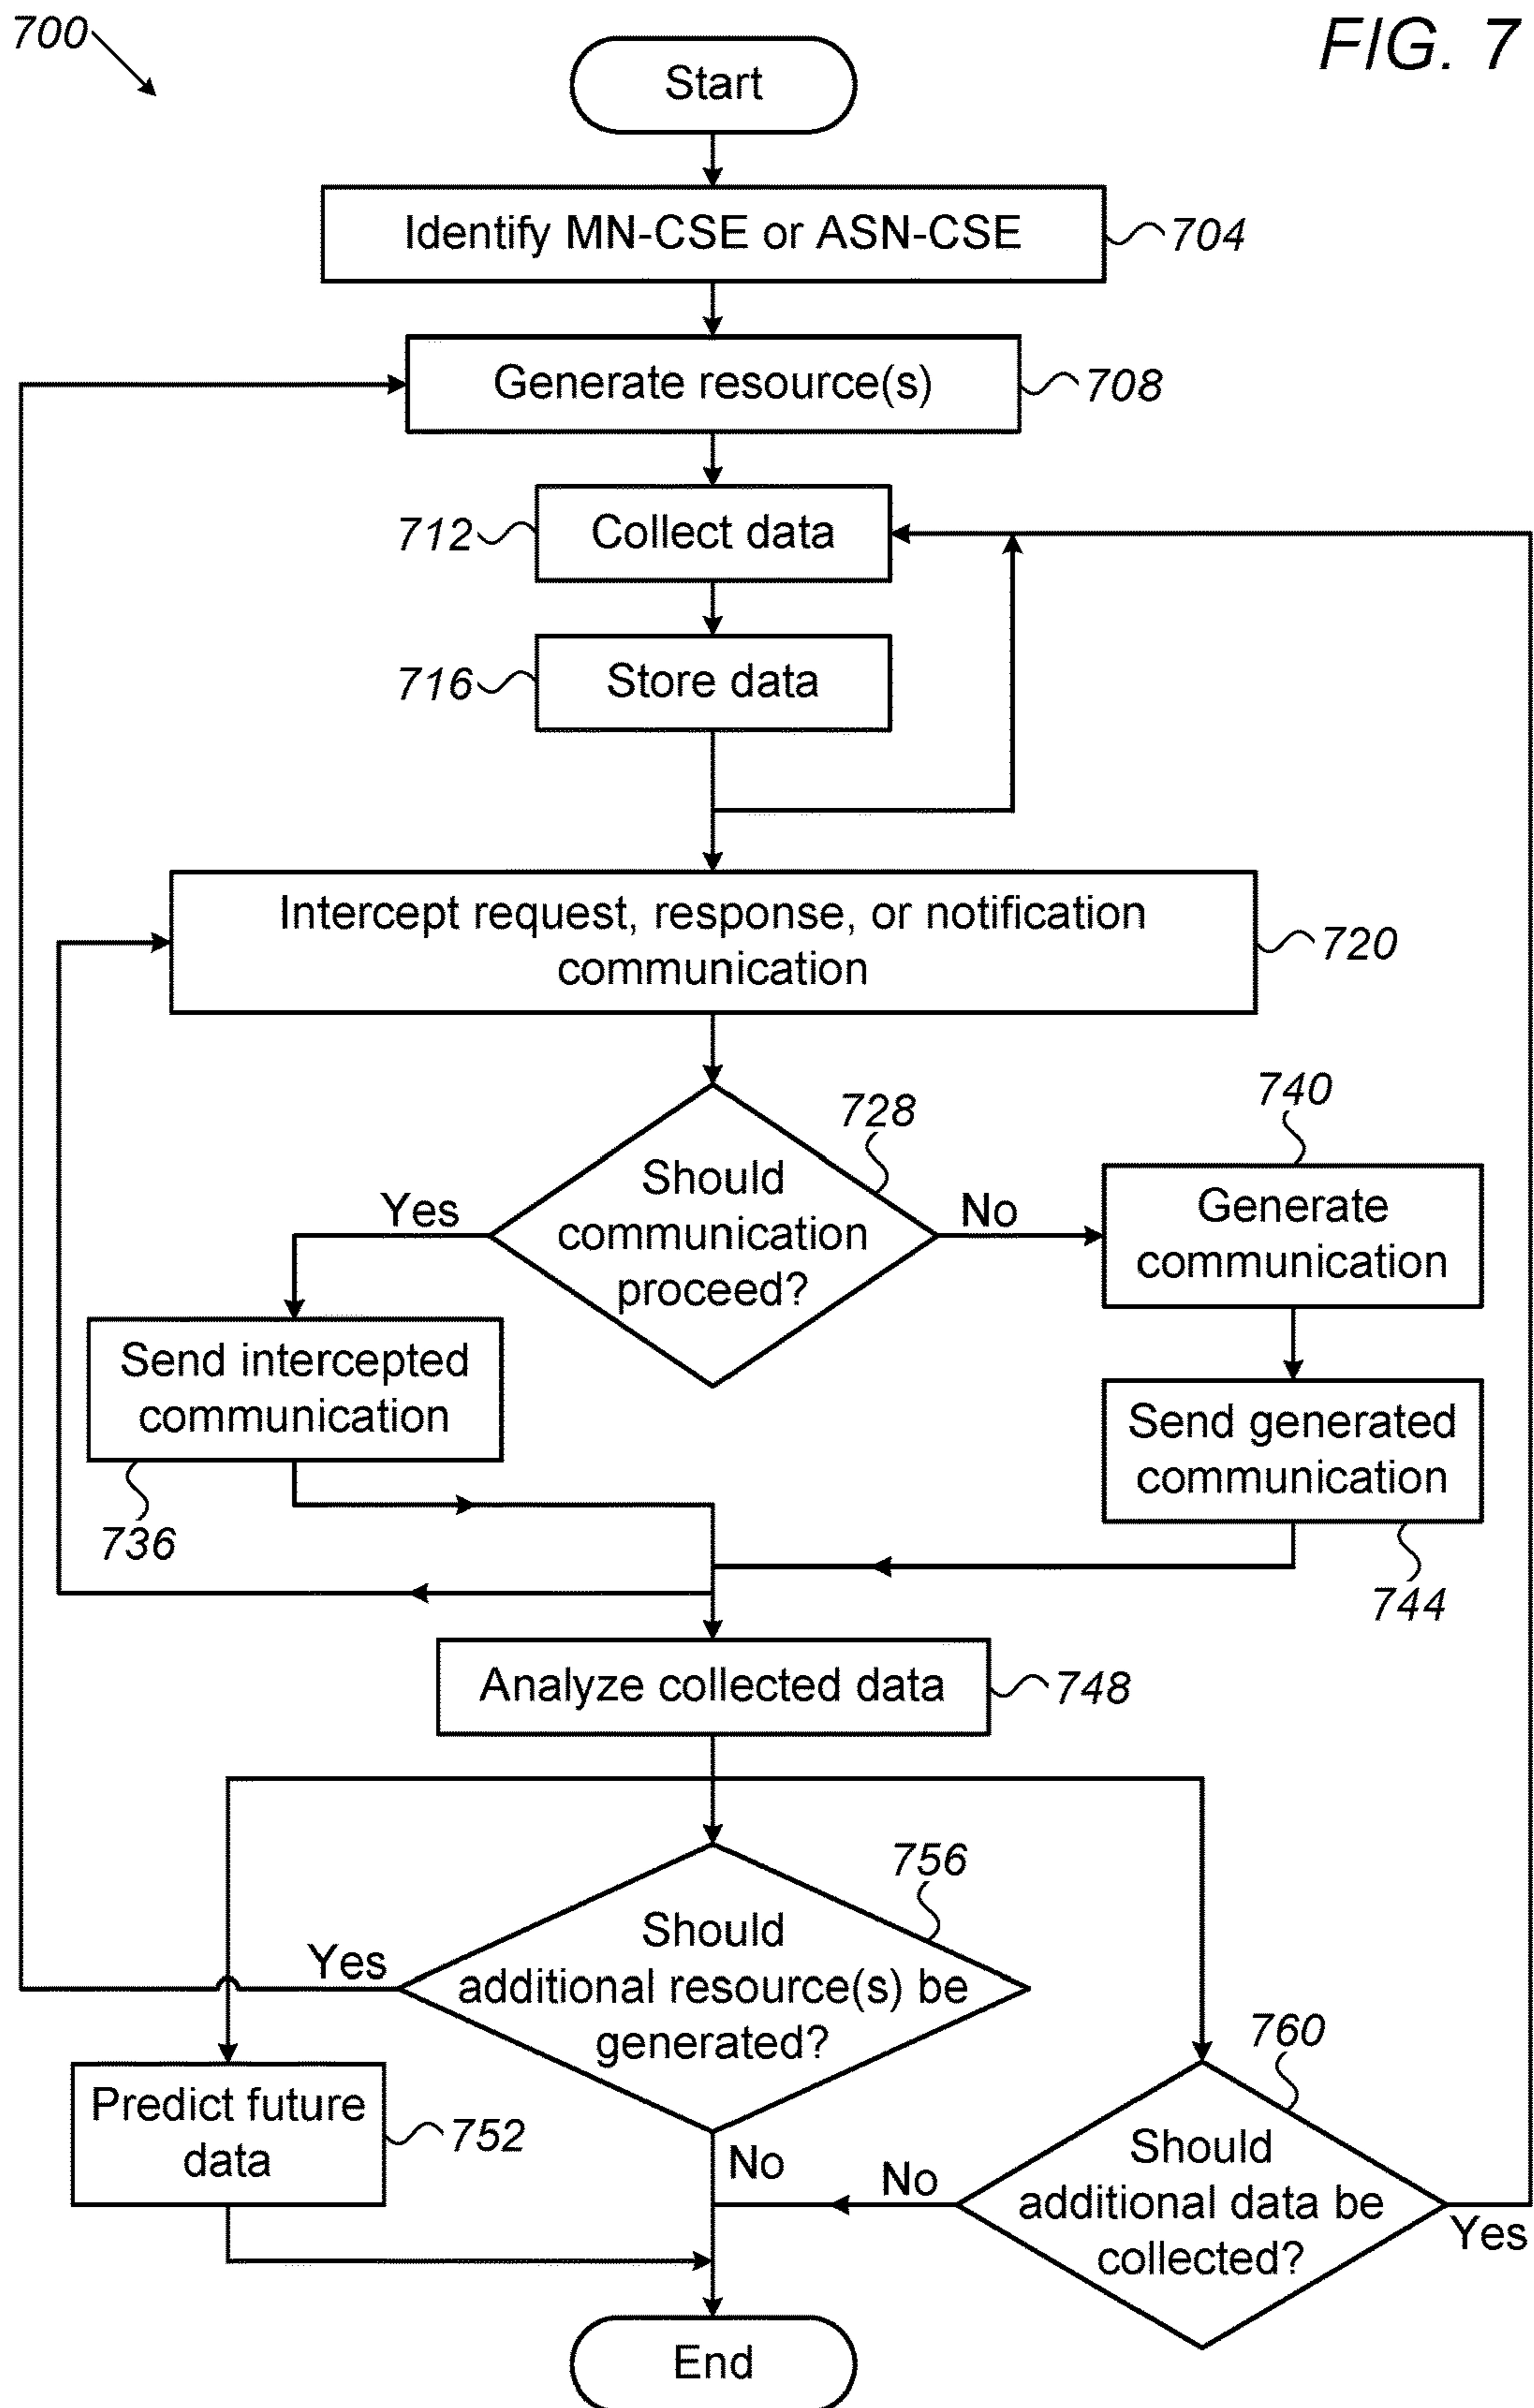 700
FIG. 7
Start
Identify MN-CSE or ASN-CSE
704
Generate resource(s)
708
712
Collect data
716
Store data
Intercept request, response, or notification
communication
720
728
740
Should
communication
proceed?
Yes
No
Generate
communication
Send intercepted
communication
736
Send generated
communication
744
Analyze collected data
748
756
Should
additional resource(s) be
generated?
Yes
No
Predict future
data
752
760
Should
additional data be
collected?
No
Yes
End